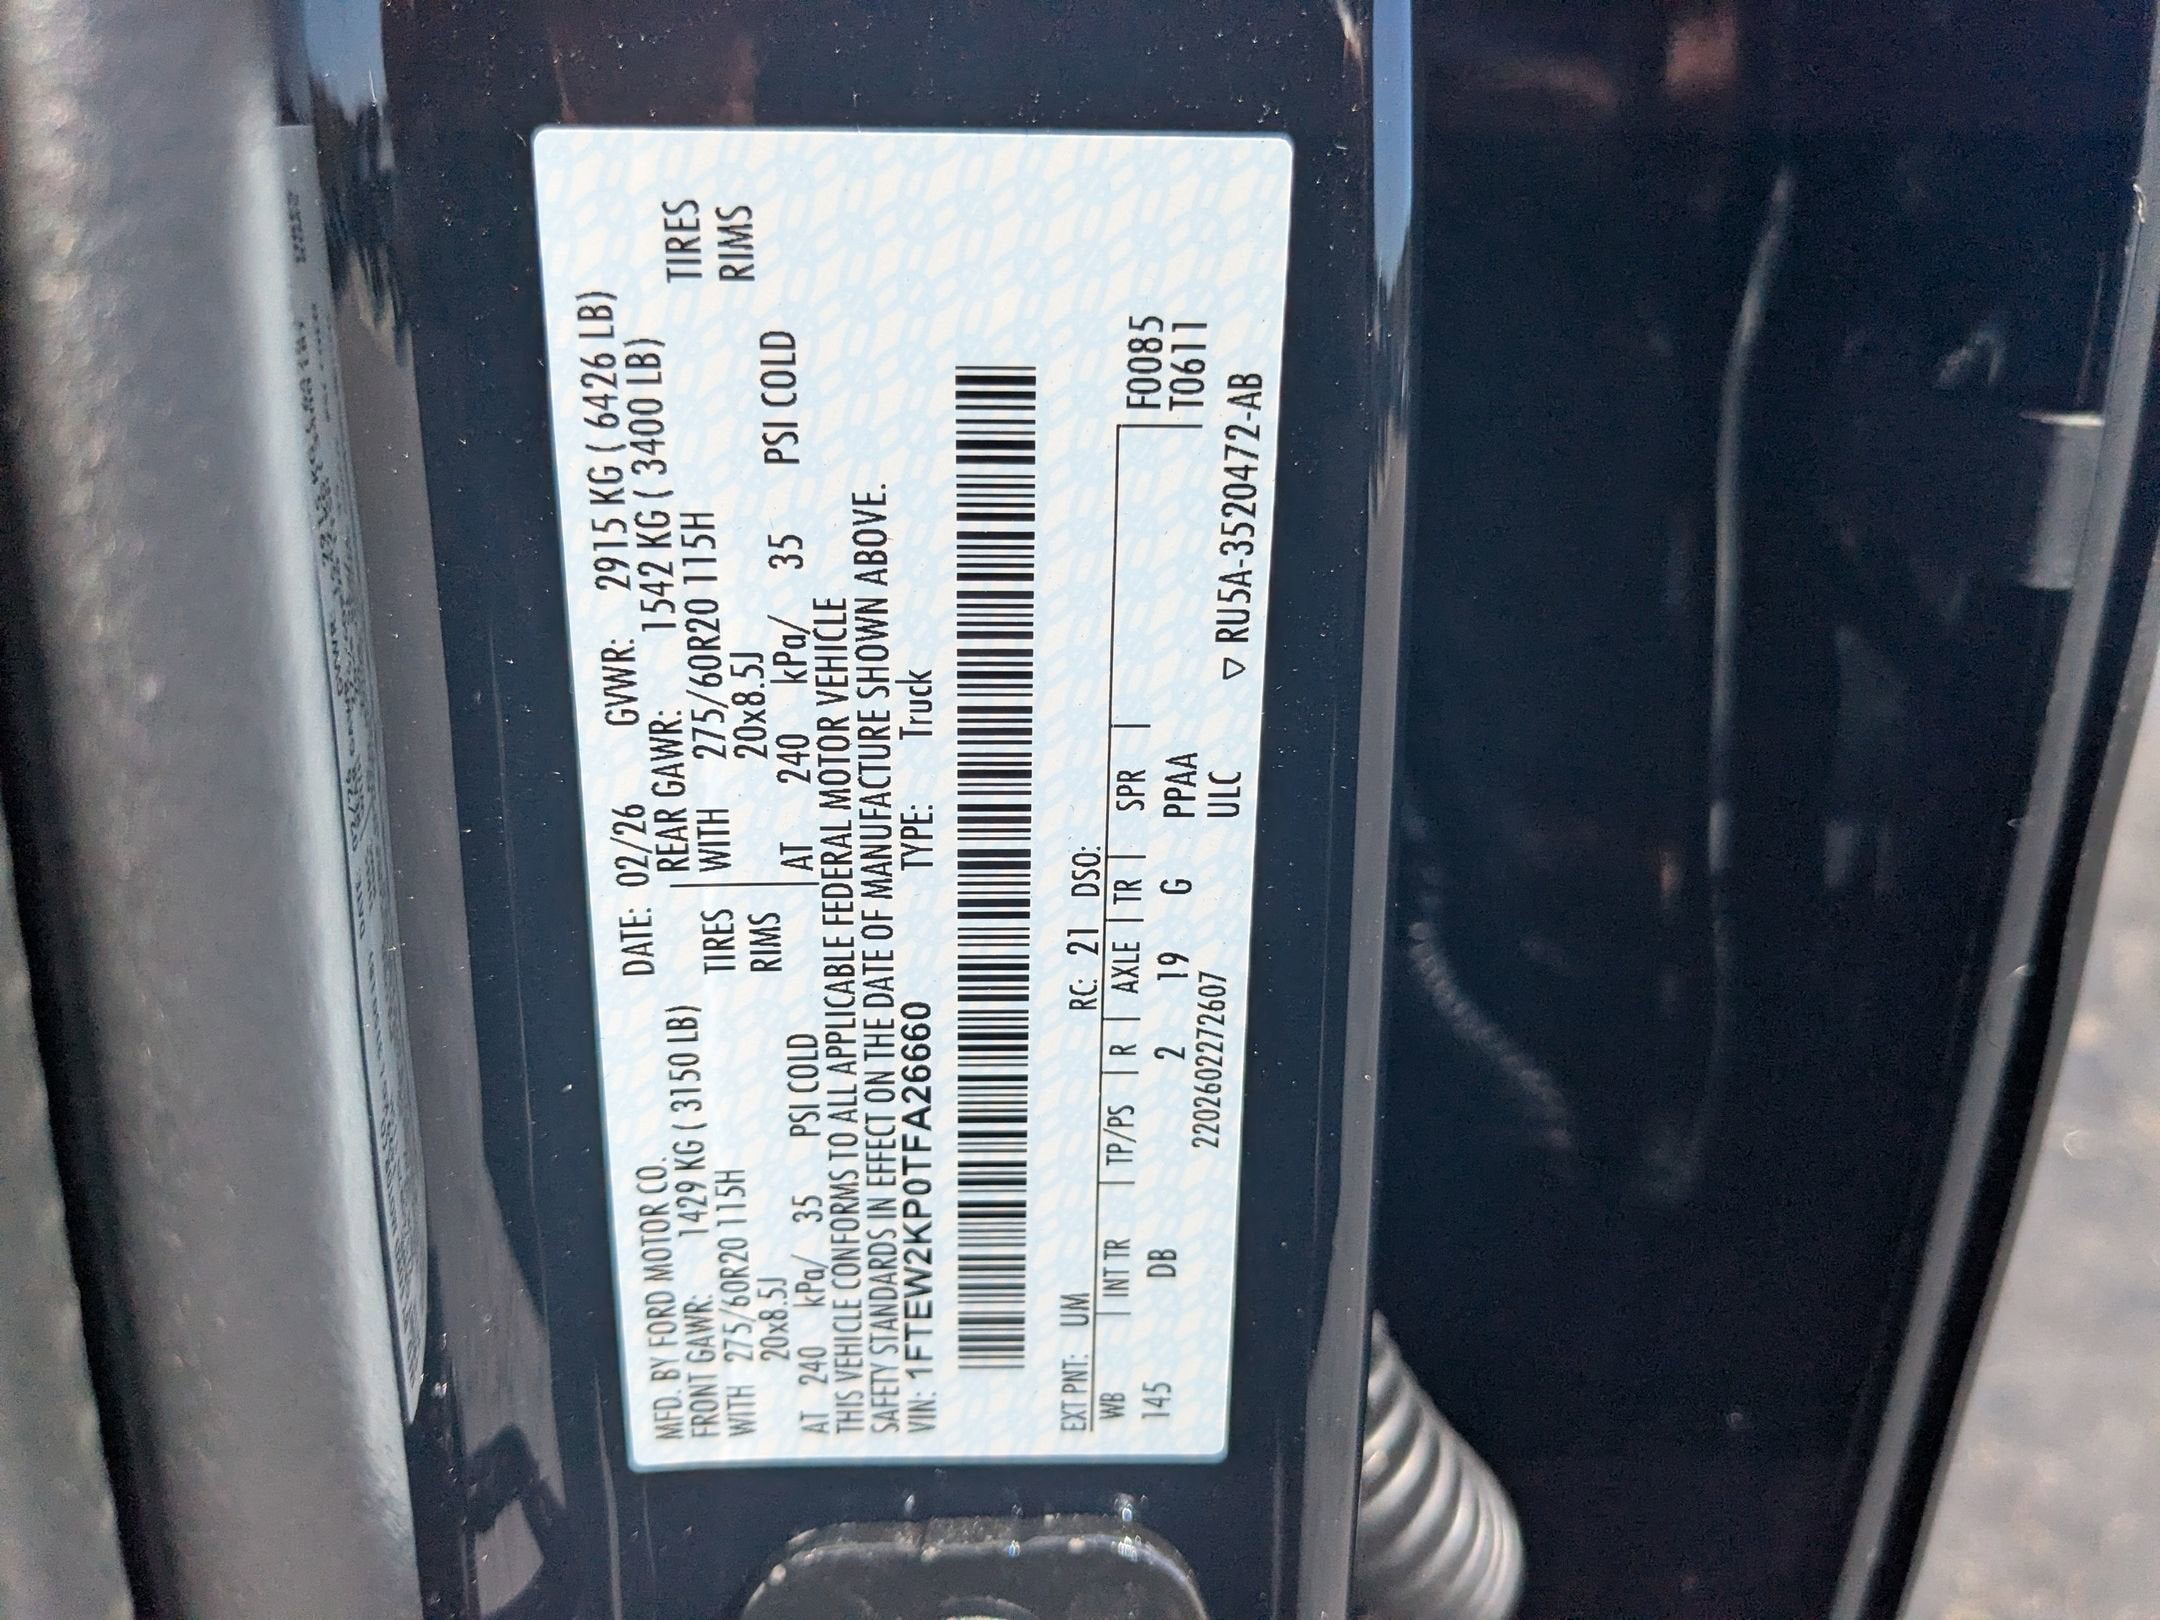 MFD. BY FORD MOTOR CO. DATE: 02/26 GVWR: 2915 KG ( 6426 LB)
FRONT GAWR: 1429 KG ( 3150 LB) REAR GAWR: 1542 KG ( 3400 LB)
WITH 275/60R20 115H TIRES WITH 275/60R20 115H TIRES
20x8.5J RIMS 20x8.5J RIMS
AT 240 kPa/ 35 PSI COLD AT 240 kPa/ 35 PSI COLD
THIS VEHICLE CONFORMS TO ALL APPLICABLE FEDERAL MOTOR VEHICLE
SAFETY STANDARDS IN EFFECT ON THE DATE OF MANUFACTURE SHOWN ABOVE.
VIN: 1FTEW2KP0TFA26660 TYPE: Truck
EXT PNT: UM RC: 21 DSO:
WB | INT TR | TP/PS | R | AXLE | TR | SPR | F0085
145 DB 2 19 G PPAA T0611
2202602272607 ULC ▽ RU5A-3520472-AB